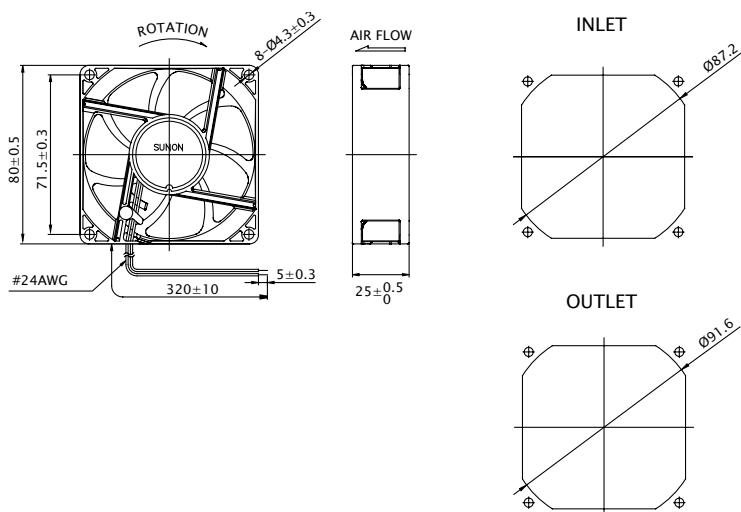 ROTATION
8-Ø4.3±0.3
AIR FLOW
INLET
Ø87.2
SUNON
80±0.5
71.5±0.3
#24AWG
5±0.3
320±10
25±0.5
0
OUTLET
Ø91.6